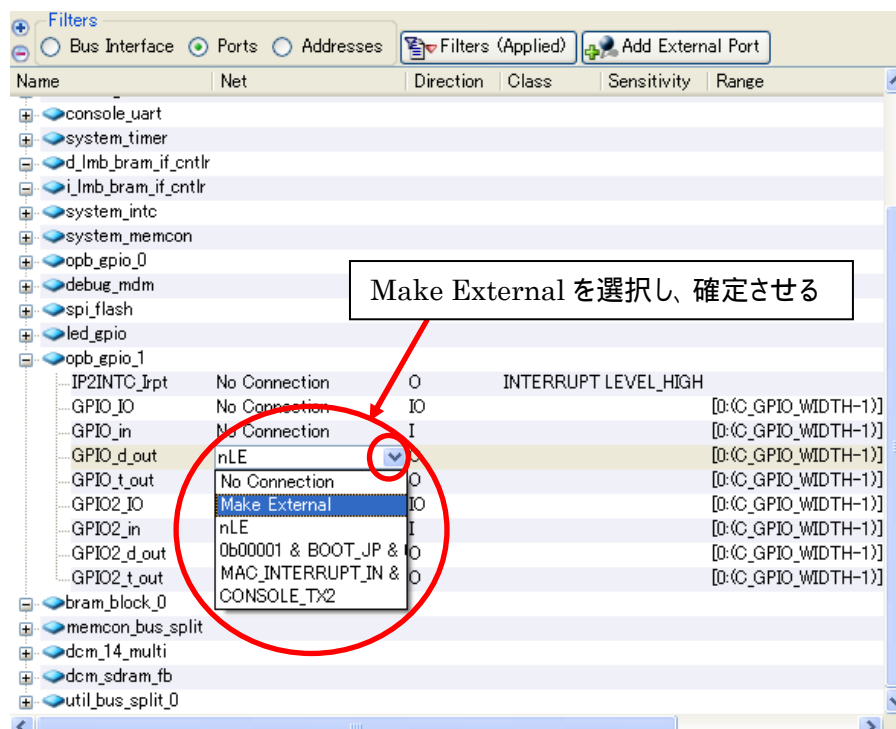 Filters
Bus Interface Ports Addresses Filters (Applied) Add External Port
Name Net Direction Class Sensitivity Range
console_uart
system_timer
d_lmb_bram_if_cntlr
i_lmb_bram_if_cntlr
system_intc
system_memcon
opb_gpio_0
debug_mdm
Make External を選択し、確定させる
spi_flash
led_gpio
opb_gpio_1
IP2INTC_Irpt No Connection O INTERRUPT LEVEL_HIGH
GPIO_IO No Connection IO [0:(C_GPIO_WIDTH-1)]
GPIO_in No Connection I [0:(C_GPIO_WIDTH-1)]
GPIO_d_out nLE O [0:(C_GPIO_WIDTH-1)]
GPIO_t_out No Connection O [0:(C_GPIO_WIDTH-1)]
GPIO2_IO Make External IO [0:(C_GPIO_WIDTH-1)]
GPIO2_in nLE I [0:(C_GPIO_WIDTH-1)]
GPIO2_d_out 0b00001 & BOOT_JP & O [0:(C_GPIO_WIDTH-1)]
GPIO2_t_out MAC_INTERRUPT_IN & O [0:(C_GPIO_WIDTH-1)]
CONSOLE_TX2
bram_block_0
memcon_bus_split
dcm_14_multi
dcm_sdram_fb
util_bus_split_0